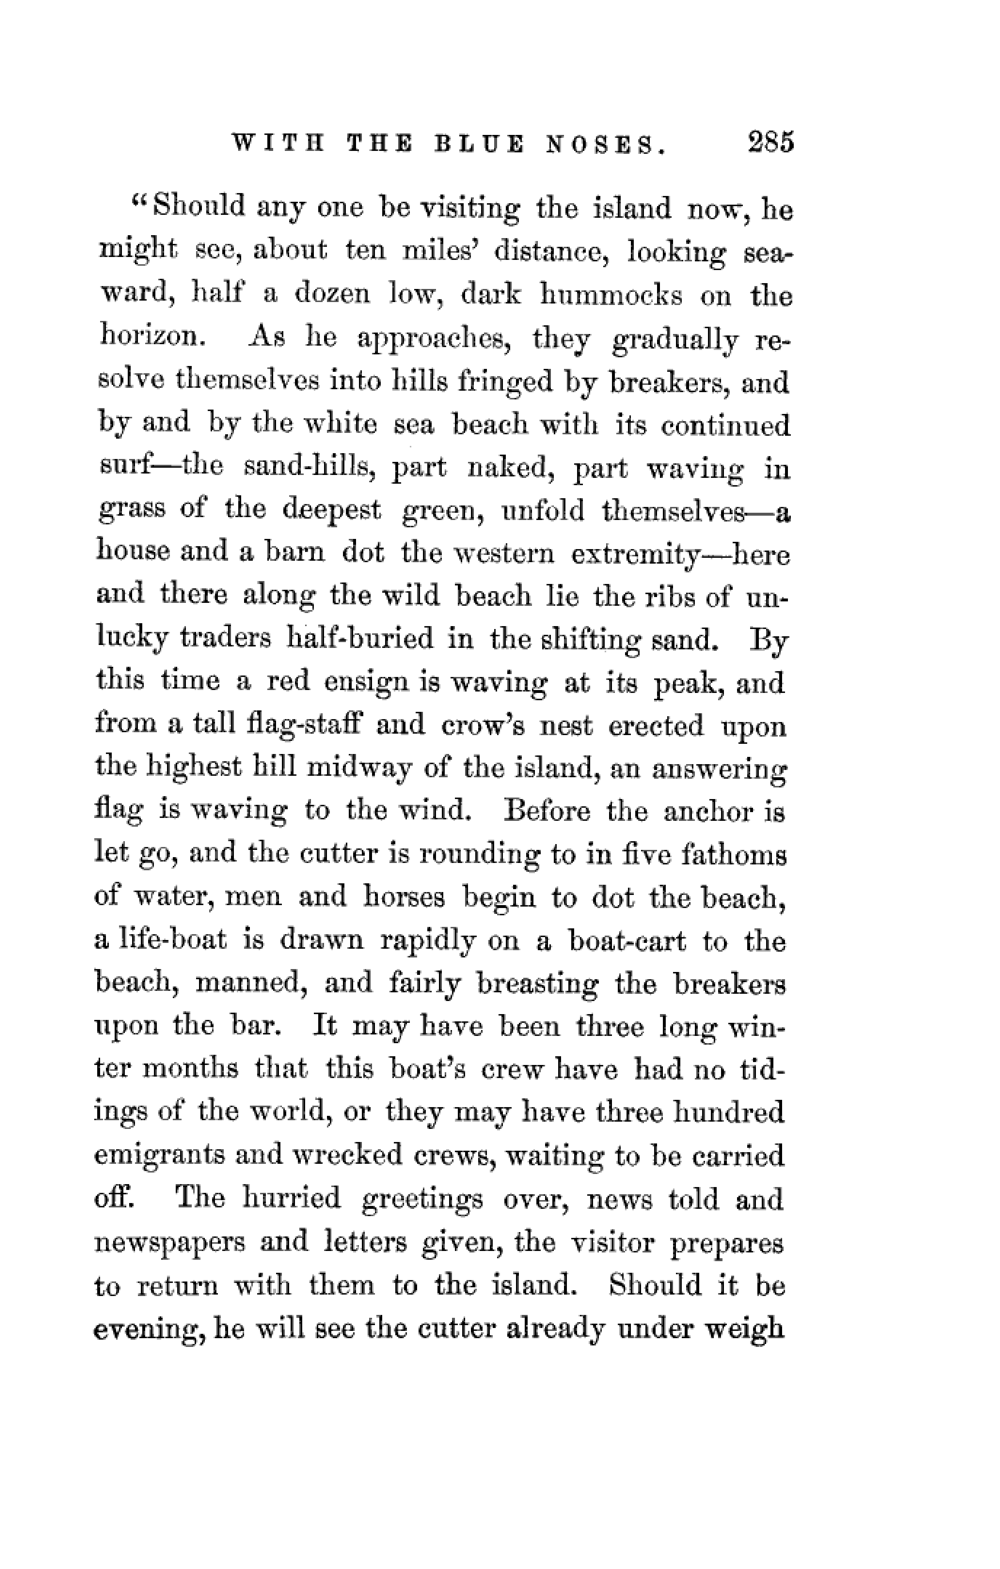 WITH THE BLUE NOSES. 285
“Should any one be visiting the island now, he
might see, about ten miles’ distance, looking sea-
ward, half a dozen low, dark hummocks on the
horizon. As he approaches, they gradually re-
solve themselves into hills fringed by breakers, and
by and by the white sea beach with its continued
surf—the sand-hills, part naked, part waving in
grass of the deepest green, unfold themselves—a
house and a barn dot the western extremity—here
and there along the wild beach lie the ribs of un-
lucky traders half-buried in the shifting sand. By
this time a red ensign is waving at its peak, and
from a tall flag-staff and crow’s nest erected upon
the highest hill midway of the island, an answering
flag is waving to the wind. Before the anchor is
let go, and the cutter is rounding to in five fathoms
of water, men and horses begin to dot the beach,
a life-boat is drawn rapidly on a boat-cart to the
beach, manned, and fairly breasting the breakers
upon the bar. It may have been three long win-
ter months that this boat’s crew have had no tid-
ings of the world, or they may have three hundred
emigrants and wrecked crews, waiting to be carried
off. The hurried greetings over, news told and
newspapers and letters given, the visitor prepares
to return with them to the island. Should it be
evening, he will see the cutter already under weigh